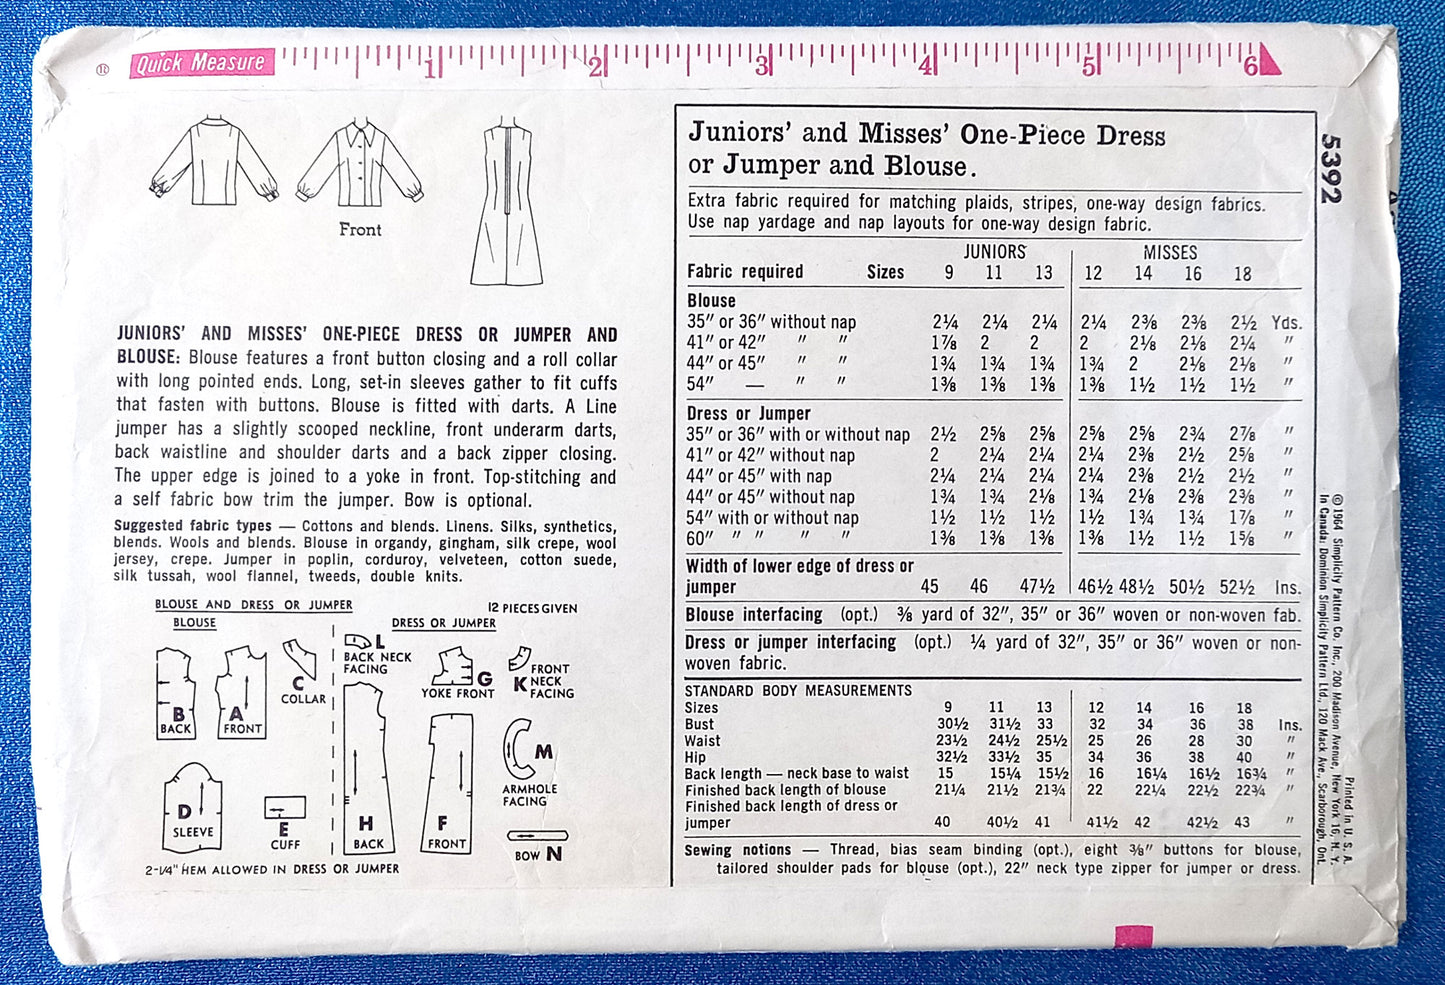 ® Quick Measure 1 2 3 4 5 6
Front
JUNIORS' AND MISSES' ONE-PIECE DRESS OR JUMPER AND
BLOUSE: Blouse features a front button closing and a roll collar
with long pointed ends. Long, set-in sleeves gather to fit cuffs
that fasten with buttons. Blouse is fitted with darts. A Line
jumper has a slightly scooped neckline, front underarm darts,
back waistline and shoulder darts and a back zipper closing.
The upper edge is joined to a yoke in front. Top-stitching and
a self fabric bow trim the jumper. Bow is optional.
Suggested fabric types — Cottons and blends. Linens. Silks, synthetics,
blends. Wools and blends. Blouse in organdy, gingham, silk crepe, wool
jersey, crepe. Jumper in poplin, corduroy, velveteen, cotton suede,
silk tussah, wool flannel, tweeds, double knits.
BLOUSE AND DRESS OR JUMPER 12 PIECES GIVEN
BLOUSE
DRESS OR JUMPER
B
BACK
A
FRONT
C
COLLAR
D
SLEEVE
E
CUFF
L
BACK NECK
FACING
G
YOKE FRONT
K
FRONT
NECK
FACING
H
BACK
F
FRONT
M
ARMHOLE
FACING
BOW N
2-1/4" HEM ALLOWED IN DRESS OR JUMPER
Juniors' and Misses' One-Piece Dress
or Jumper and Blouse.
Extra fabric required for matching plaids, stripes, one-way design fabrics.
Use nap yardage and nap layouts for one-way design fabric.
JUNIORS MISSES
Fabric required Sizes 9 11 13 12 14 16 18
Blouse
35" or 36" without nap 2¼ 2¼ 2¼ 2¼ 2⅜ 2⅜ 2½ Yds.
41" or 42" " " 1⅞ 2 2 2 2⅛ 2⅛ 2¼ "
44" or 45" " " 1¾ 1¾ 1¾ 1¾ 2 2⅛ 2⅛ "
54" — " " 1⅜ 1⅜ 1⅜ 1⅜ 1½ 1½ 1½ "
Dress or Jumper
35" or 36" with or without nap 2½ 2⅝ 2⅝ 2⅝ 2⅝ 2¾ 2⅞ "
41" or 42" without nap 2 2¼ 2¼ 2¼ 2⅜ 2½ 2⅝ "
44" or 45" with nap 2¼ 2¼ 2¼ 2¼ 2⅜ 2½ 2½ "
44" or 45" without nap 1¾ 1¾ 2⅛ 1¾ 2⅛ 2⅜ 2⅜ "
54" with or without nap 1½ 1½ 1½ 1½ 1¾ 1¾ 1⅞ "
60" " " " " 1⅜ 1⅜ 1⅜ 1⅜ 1½ 1½ 1⅝ "
Width of lower edge of dress or
jumper 45 46 47½ 46½ 48½ 50½ 52½ Ins.
Blouse interfacing (opt.) ⅜ yard of 32", 35" or 36" woven or non-woven fab.
Dress or jumper interfacing (opt.) ¼ yard of 32", 35" or 36" woven or non-
woven fabric.
STANDARD BODY MEASUREMENTS
Sizes 9 11 13 12 14 16 18
Bust 30½ 31½ 33 32 34 36 38 Ins.
Waist 23½ 24½ 25½ 25 26 28 30 "
Hip 32½ 33½ 35 34 36 38 40 "
Back length — neck base to waist 15 15¼ 15½ 16 16¼ 16½ 16¾ "
Finished back length of blouse 21¼ 21½ 21¾ 22 22¼ 22½ 22¾ "
Finished back length of dress or
jumper 40 40½ 41 41½ 42 42½ 43 "
Sewing notions — Thread, bias seam binding (opt.), eight ⅜" buttons for blouse,
tailored shoulder pads for blouse (opt.), 22" neck type zipper for jumper or dress.
5392
Printed in U. S. A.
© 1964 Simplicity Pattern Co. Inc., 200 Madison Avenue, New York 16, N. Y.
In Canada: Dominion Simplicity Pattern Ltd., 120 Mack Ave., Scarborough, Ont.